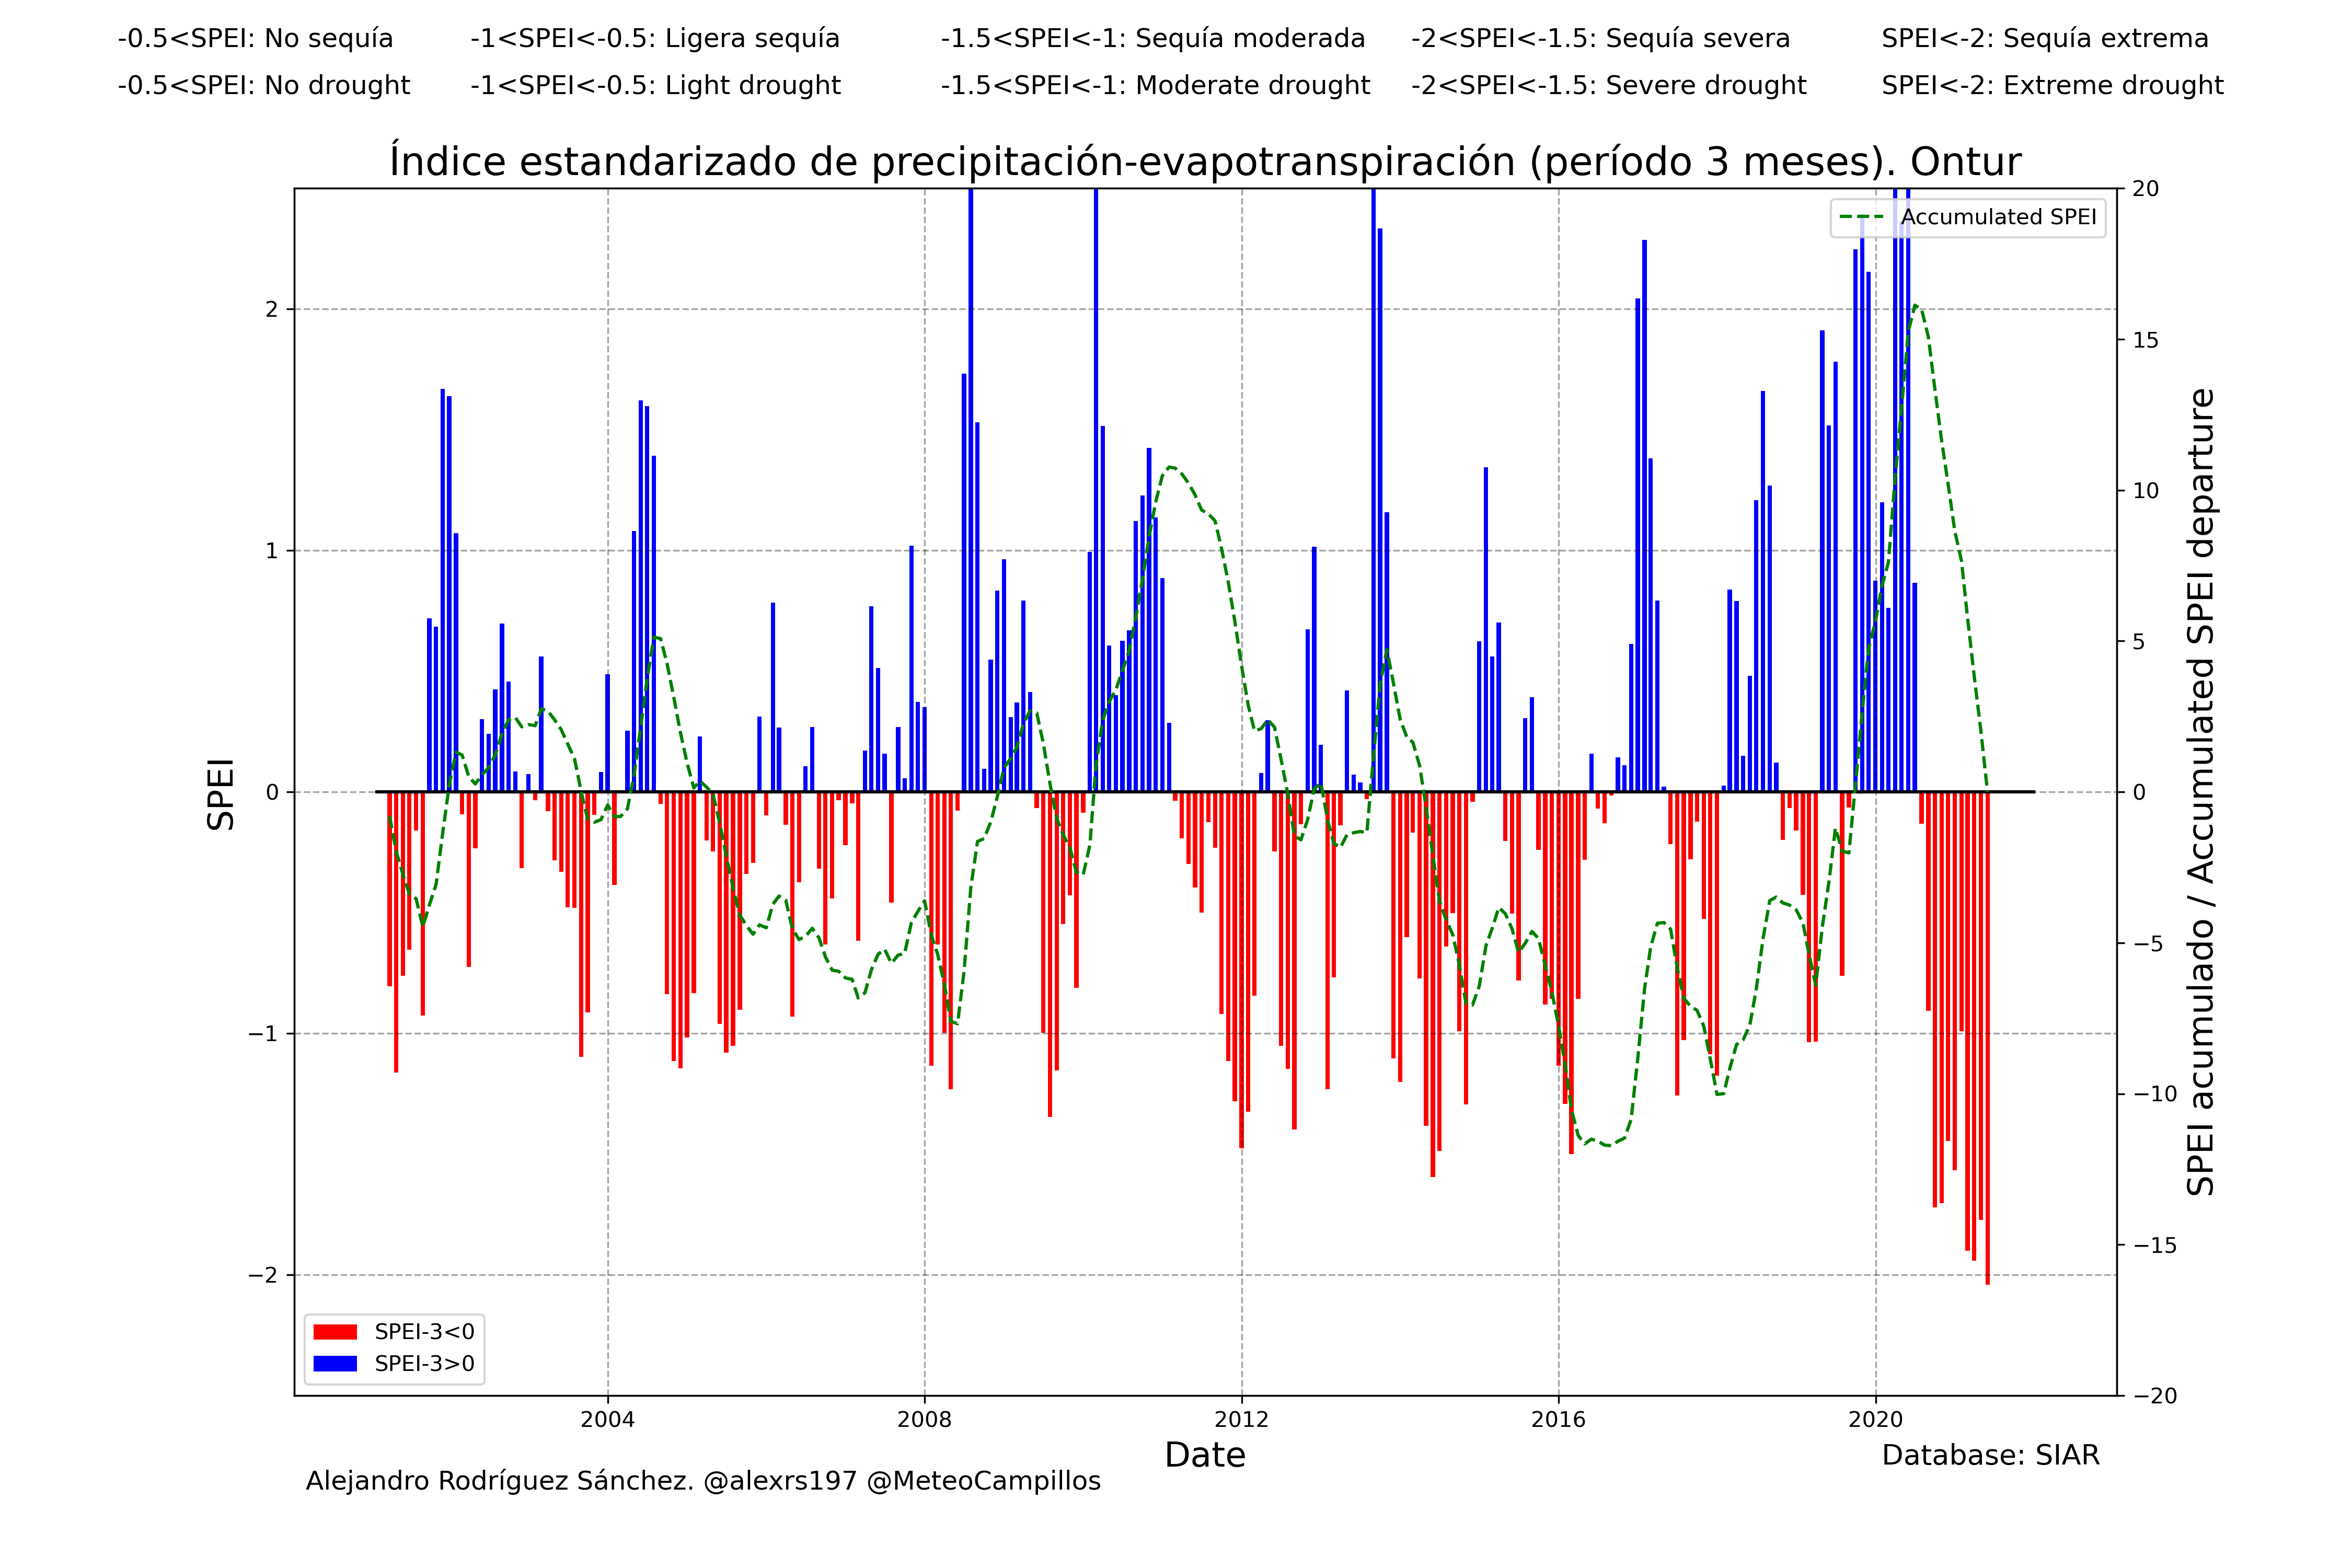 -0.5<SPEI: No sequía -1<SPEI<-0.5: Ligera sequía -1.5<SPEI<-1: Sequía moderada -2<SPEI<-1.5: Sequía severa SPEI<-2: Sequía extrema
-0.5<SPEI: No drought -1<SPEI<-0.5: Light drought -1.5<SPEI<-1: Moderate drought -2<SPEI<-1.5: Severe drought SPEI<-2: Extreme drought
Índice estandarizado de precipitación-evapotranspiración (período 3 meses). Ontur
Accumulated SPEI
2
1
0
−1
−2
SPEI
20
15
10
5
0
−5
−10
−15
−20
SPEI acumulado / Accumulated SPEI departure
SPEI-3<0
SPEI-3>0
2004 2008 2012 2016 2020
Date
Database: SIAR
Alejandro Rodríguez Sánchez. @alexrs197 @MeteoCampillos